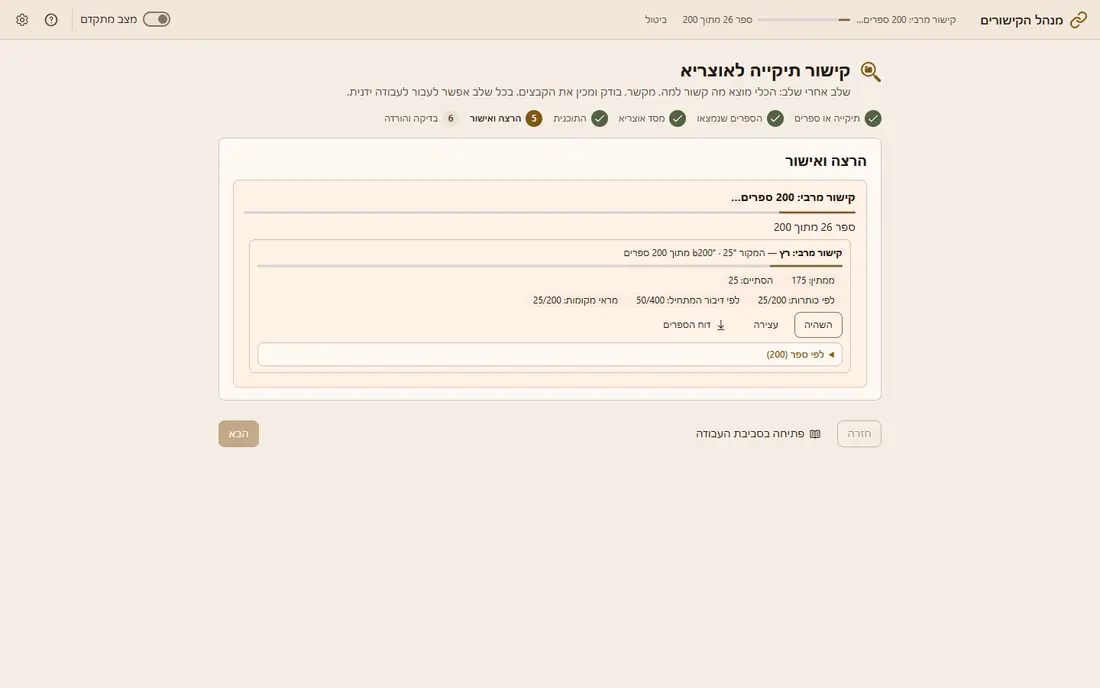 מנהל הקישורים
קישור מרבי: 200 ספרים...
ספר 26 מתוך 200
ביטול
מצב מתקדם
קישור תיקייה לאוצריא
שלב אחרי שלב: הכלי מוצא מה קשור למה, מקשר, בודק ומכין את הקבצים. בכל שלב אפשר לעבור לעבודה ידנית.
תיקייה או ספרים
הספרים שנמצאו
מסד אוצריא
התוכנית
5 הרצה ואישור
6 בדיקה והורדה
הרצה ואישור
קישור מרבי: 200 ספרים...
ספר 26 מתוך 200
קישור מרבי: רץ — המקור "b200" · 25 מתוך 200 ספרים
ממתין: 175 הסתיים: 25
לפי כותרות: 25/200 לפי דיבור המתחיל: 50/400 מראי מקומות: 25/200
השהיה עצירה דוח הספרים
◂ לפי ספר (200)
חזרה פתיחה בסביבת העבודה הבא